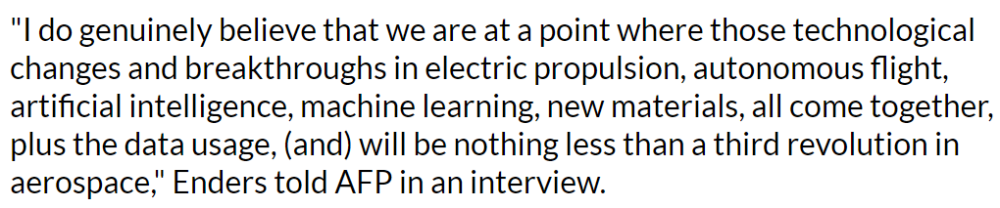 "I do genuinely believe that we are at a point where those technological
changes and breakthroughs in electric propulsion, autonomous flight,
artificial intelligence, machine learning, new materials, all come together,
plus the data usage, (and) will be nothing less than a third revolution in
aerospace," Enders told AFP in an interview.